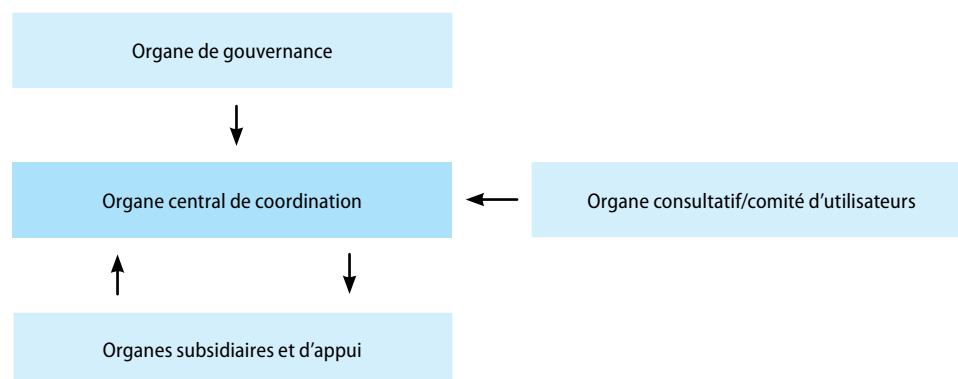 Organe de gouvernance
Organe central de coordination
Organe consultatif/comité d’utilisateurs
Organes subsidiaires et d’appui